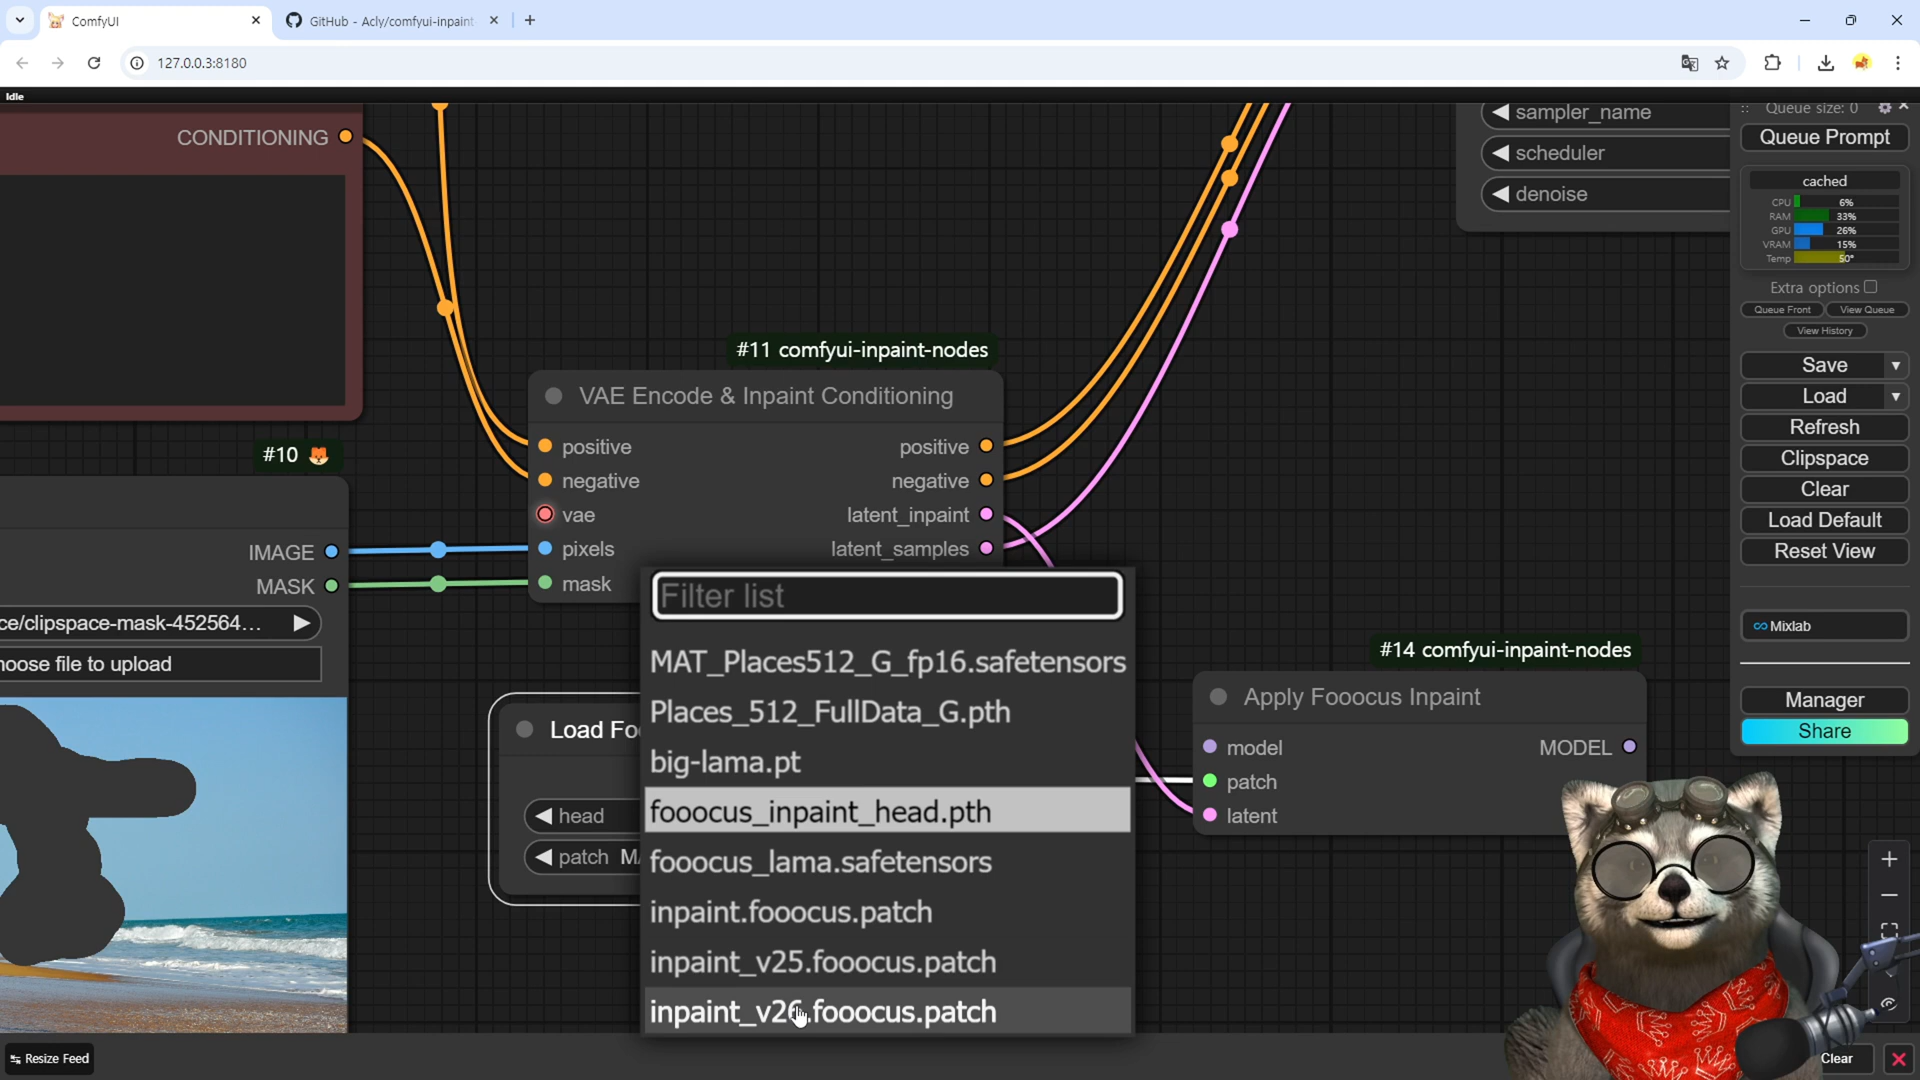 ComfyUI
GitHub - Acly/comfyui-inpaint
127.0.0.3:8180
Idle
CONDITIONING
#10
IMAGE
MASK
ce/clipspace-mask-452564...
hoose file to upload
#11 comfyui-inpaint-nodes
VAE Encode & Inpaint Conditioning
positive
positive
negative
negative
vae
latent_inpaint
pixels
latent_samples
mask
Load Foo
head
patch
Filter list
MAT_Places512_G_fp16.safetensors
Places_512_FullData_G.pth
big-lama.pt
fooocus_inpaint_head.pth
fooocus_lama.safetensors
inpaint.fooocus.patch
inpaint_v25.fooocus.patch
inpaint_v26.fooocus.patch
#14 comfyui-inpaint-nodes
Apply Fooocus Inpaint
model
MODEL
patch
latent
sampler_name
scheduler
denoise
Queue size: 0
Queue Prompt
cached
CPU 6%
RAM 33%
GPU 26%
VRAM 15%
Temp 50°
Extra options
Queue Front
View Queue
View History
Save
Load
Refresh
Clipspace
Clear
Load Default
Reset View
Mixlab
Manager
Share
Resize Feed
Clear